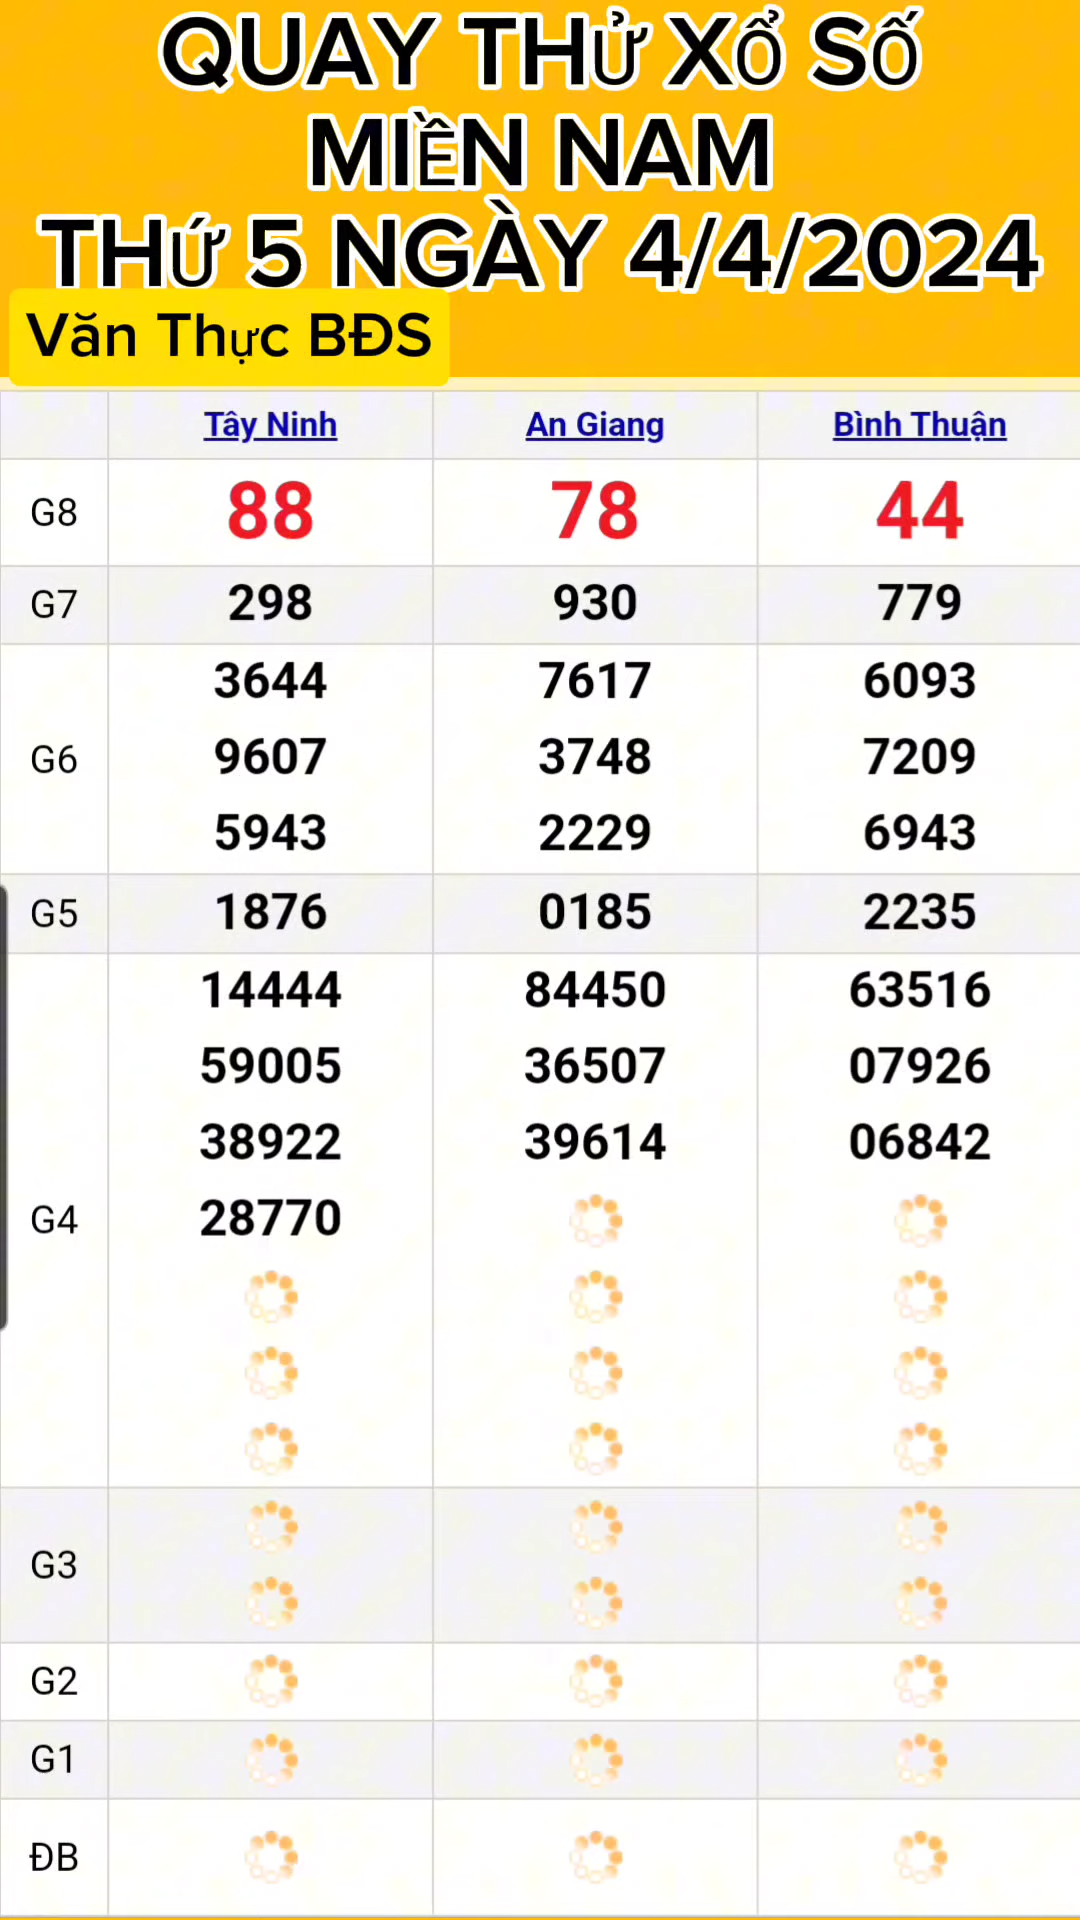 QUAY THỬ XỔ SỐ
MIỀN NAM
THỨ 5 NGÀY 4/4/2024
Văn Thực BĐS
Tây Ninh An Giang Bình Thuận
G8 88 78 44
G7 298 930 779
3644 7617 6093
G6 9607 3748 7209
5943 2229 6943
G5 1876 0185 2235
14444 84450 63516
59005 36507 07926
38922 39614 06842
G4 28770
G3
G2
G1
ĐB